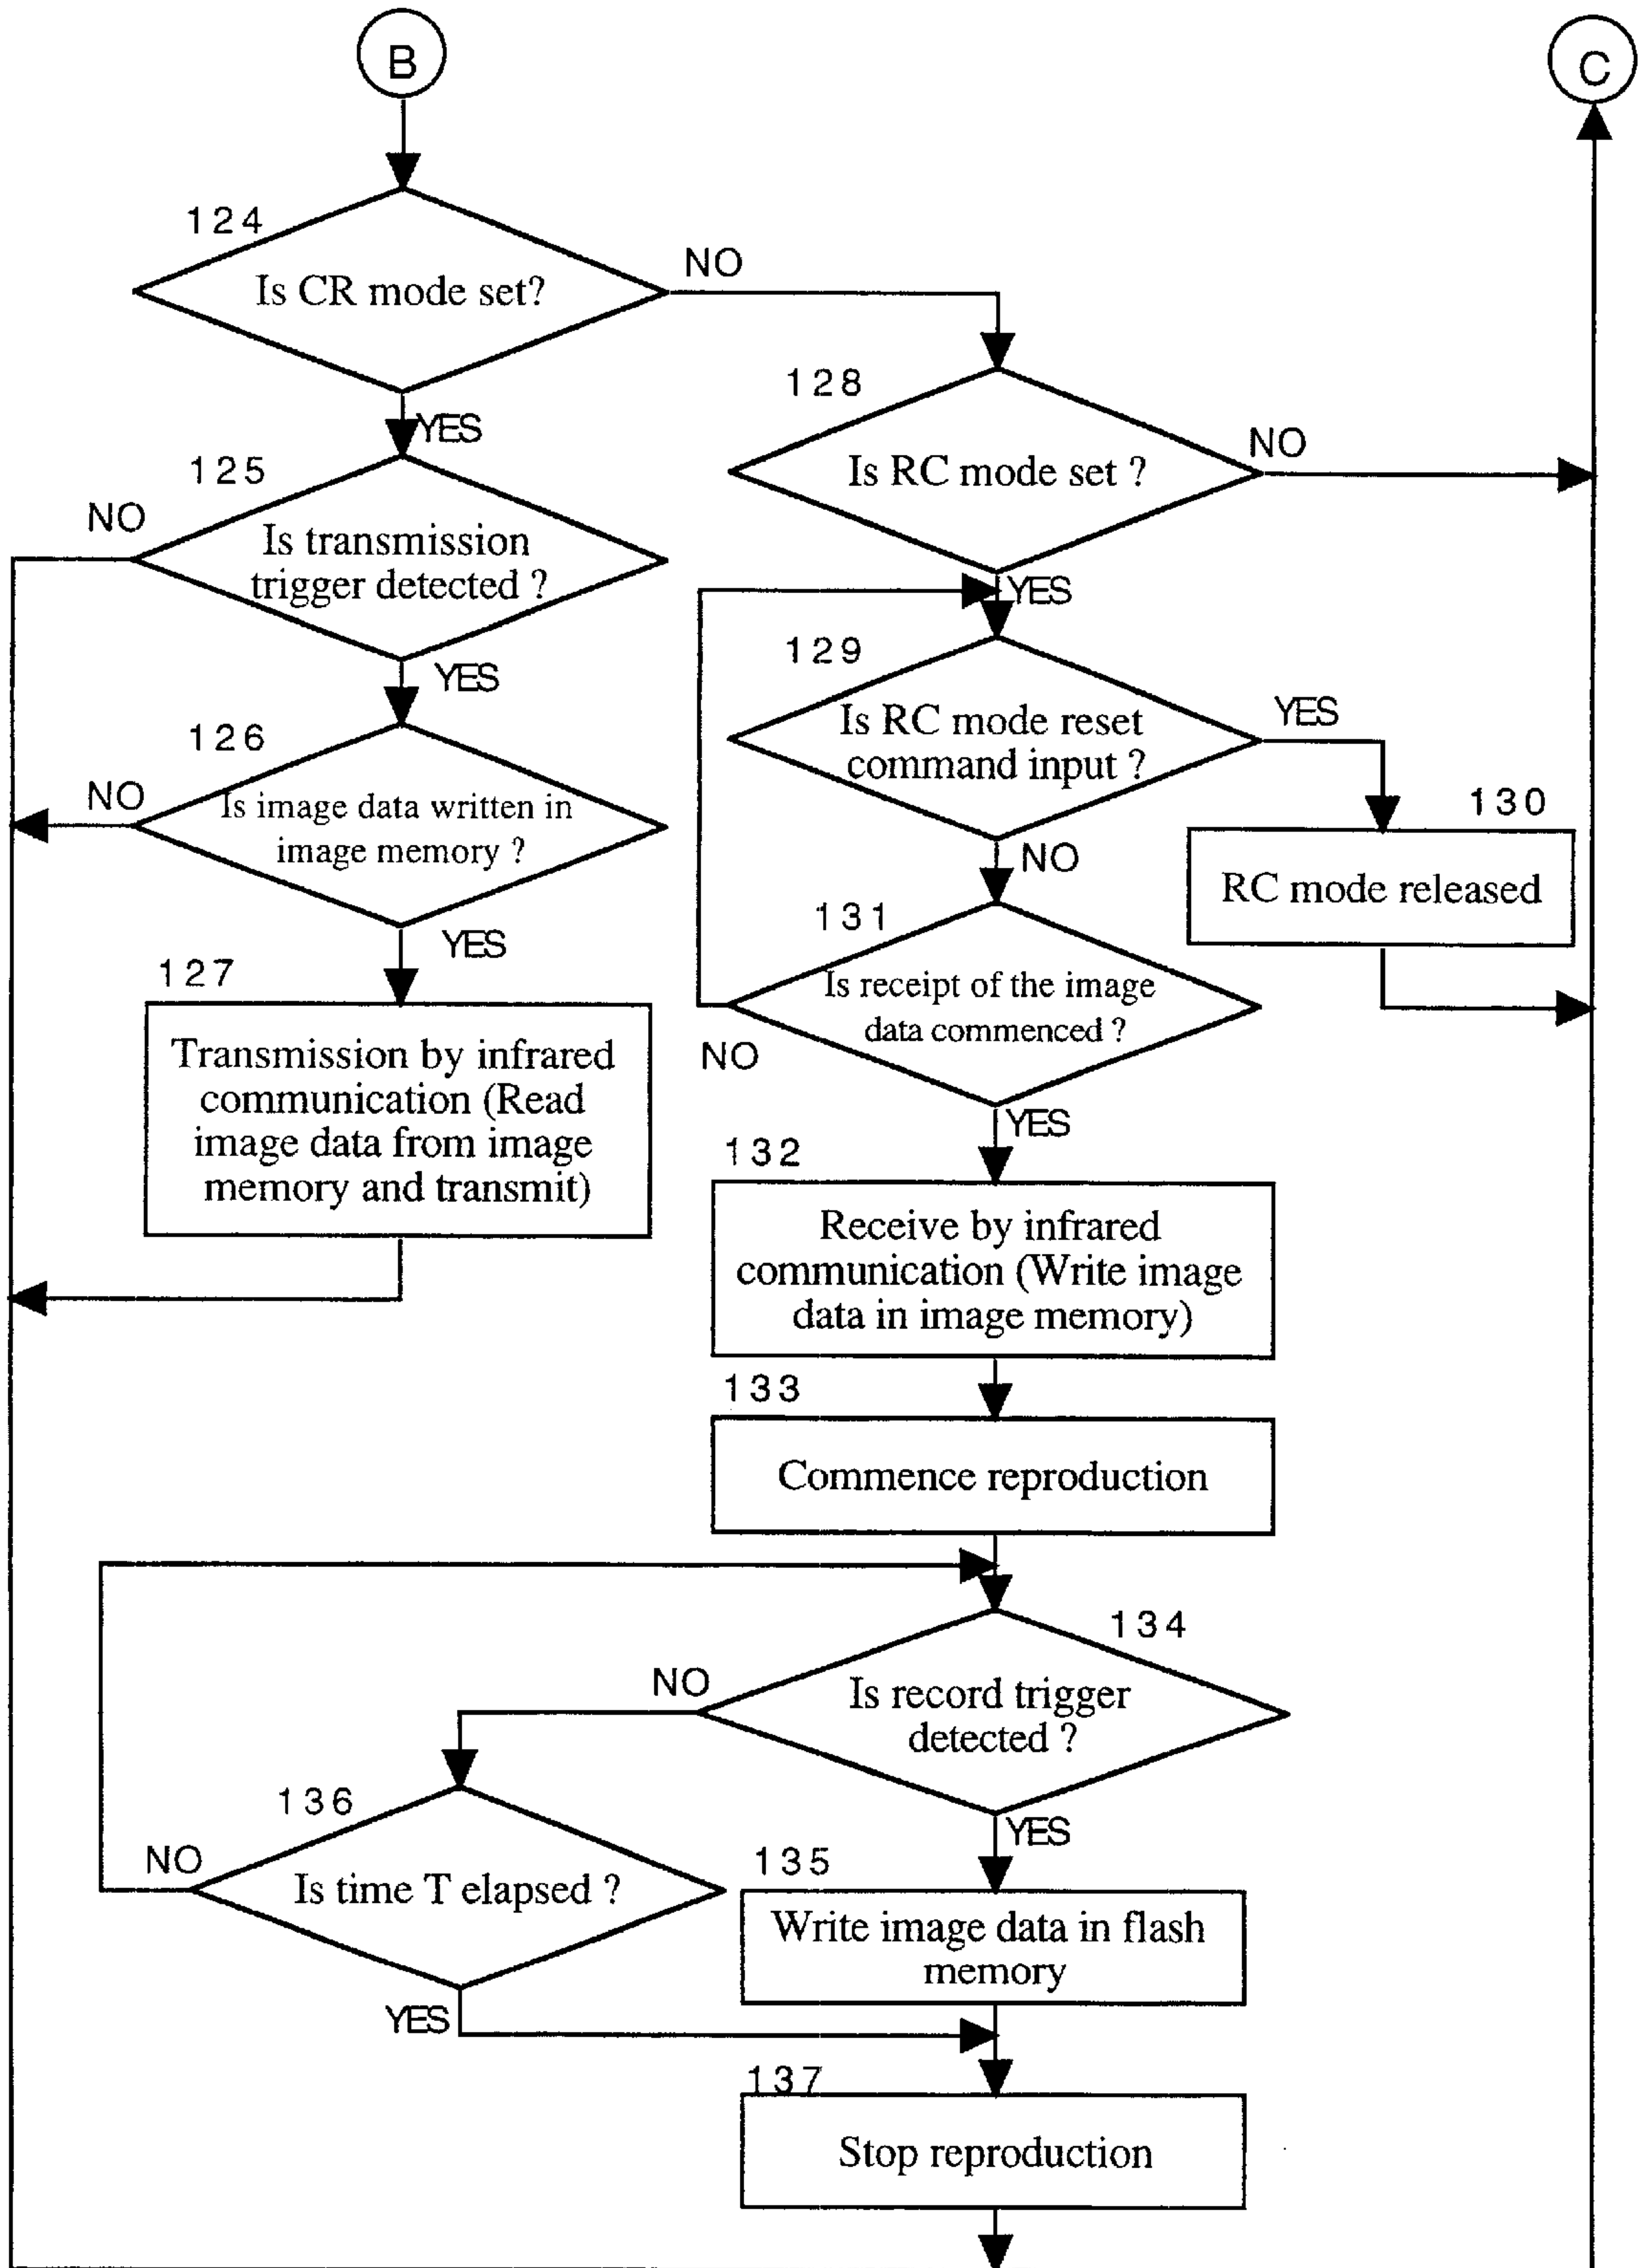 B
C
124
Is CR mode set?
NO
YES
128
Is RC mode set ?
NO
YES
125
NO
Is transmission
trigger detected ?
YES
129
Is RC mode reset
command input ?
YES
NO
126
NO
Is image data written in
image memory ?
YES
130
RC mode released
131
Is receipt of the image
data commenced ?
NO
YES
127
Transmission by infrared
communication (Read
image data from image
memory and transmit)
132
Receive by infrared
communication (Write image
data in image memory)
133
Commence reproduction
134
NO
Is record trigger
detected ?
YES
136
NO
Is time T elapsed ?
YES
135
Write image data in flash
memory
137
Stop reproduction